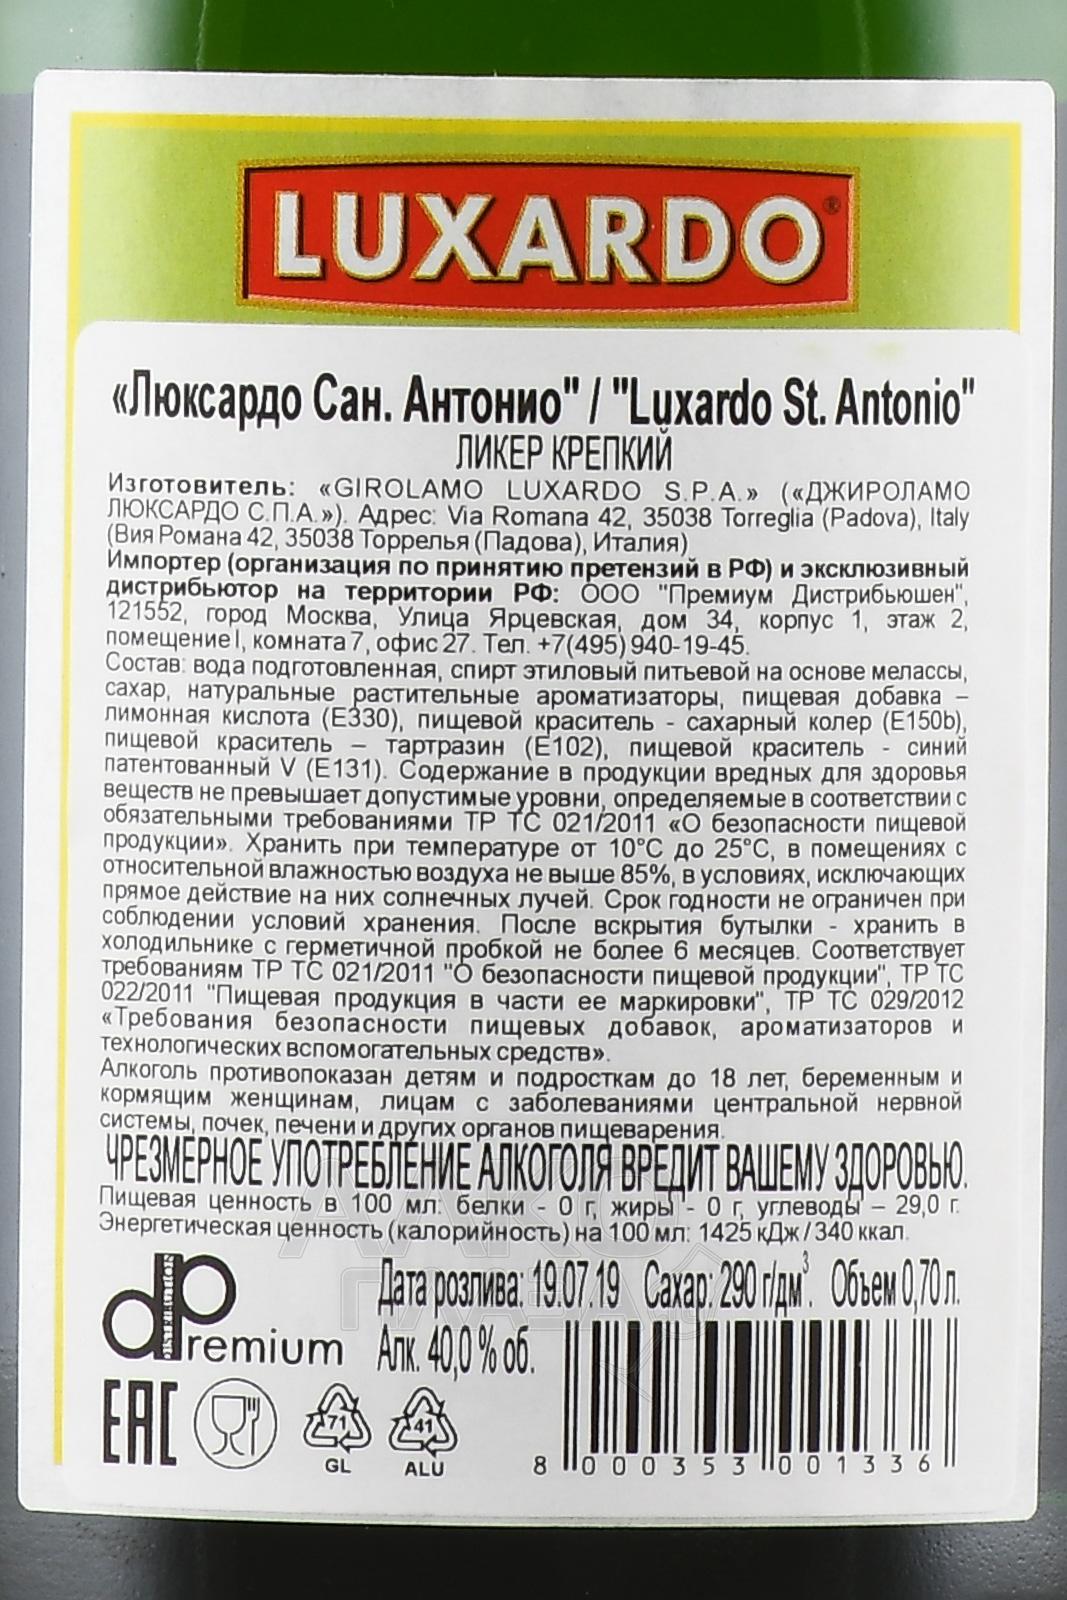 LUXARDO®
«Люксардо Сан. Антонио" / "Luxardo St. Antonio"
ЛИКЕР КРЕПКИЙ
Изготовитель: «GIROLAMO LUXARDO S.P.A.» («ДЖИРОЛАМО
ЛЮКСАРДО С.П.А.»). Адрес: Via Romana 42, 35038 Torreglia (Padova), Italy
(Вия Романа 42, 35038 Торрелья (Падова), Италия)
Импортер (организация по принятию претензий в РФ) и эксклюзивный
дистрибьютор на территории РФ: ООО "Премиум Дистрибьюшен",
121552, город Москва, Улица Ярцевская, дом 34, корпус 1, этаж 2,
помещение I, комната 7, офис 27. Тел. +7(495) 940-19-45.
Состав: вода подготовленная, спирт этиловый питьевой на основе мелассы,
сахар, натуральные растительные ароматизаторы, пищевая добавка –
лимонная кислота (E330), пищевой краситель - сахарный колер (E150b),
пищевой краситель – тартразин (E102), пищевой краситель - синий
патентованный V (E131). Содержание в продукции вредных для здоровья
веществ не превышает допустимые уровни, определяемые в соответствии с
обязательными требованиями ТР ТС 021/2011 «О безопасности пищевой
продукции». Хранить при температуре от 10°C до 25°C, в помещениях с
относительной влажностью воздуха не выше 85%, в условиях, исключающих
прямое действие на них солнечных лучей. Срок годности не ограничен при
соблюдении условий хранения. После вскрытия бутылки - хранить в
холодильнике с герметичной пробкой не более 6 месяцев. Соответствует
требованиям ТР ТС 021/2011 "О безопасности пищевой продукции", ТР ТС
022/2011 "Пищевая продукция в части ее маркировки", ТР ТС 029/2012
«Требования безопасности пищевых добавок, ароматизаторов и
технологических вспомогательных средств».
Алкоголь противопоказан детям и подросткам до 18 лет, беременным и
кормящим женщинам, лицам с заболеваниями центральной нервной
системы, почек, печени и других органов пищеварения.
ЧРЕЗМЕРНОЕ УПОТРЕБЛЕНИЕ АЛКОГОЛЯ ВРЕДИТ ВАШЕМУ ЗДОРОВЬЮ.
Пищевая ценность в 100 мл: белки - 0 г, жиры - 0 г, углеводы – 29,0 г.
Энергетическая ценность (калорийность) на 100 мл: 1425 кДж / 340 ккал.
Дата розлива: 19.07.19 Сахар: 290 г/дм³. Объем 0,70 л.
dPremium DISTRIBUTION
Алк. 40,0 % об.
EAC
71 GL
41 ALU
8 000353 001336
АЛКО
ПЛАЗА